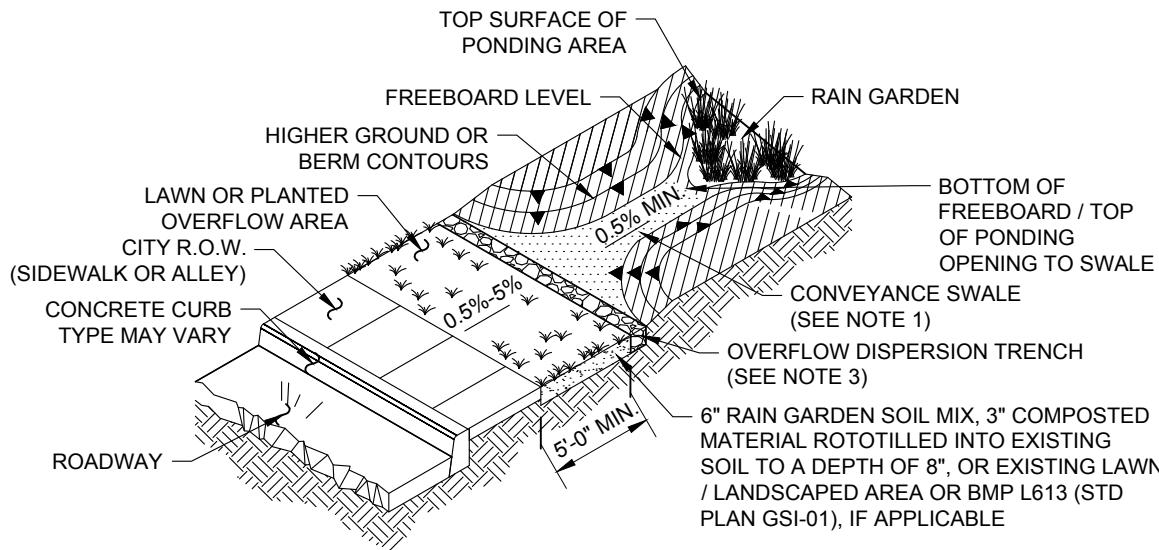 TOP SURFACE OF
PONDING AREA
FREEBOARD LEVEL
RAIN GARDEN
HIGHER GROUND OR
BERM CONTOURS
LAWN OR PLANTED
OVERFLOW AREA
CITY R.O.W.
(SIDEWALK OR ALLEY)
CONCRETE CURB
TYPE MAY VARY
ROADWAY
0.5% MIN.
0.5%-5%
5'-0" MIN.
BOTTOM OF
FREEBOARD / TOP
OF PONDING
OPENING TO SWALE
CONVEYANCE SWALE
(SEE NOTE 1)
OVERFLOW DISPERSION TRENCH
(SEE NOTE 3)
6" RAIN GARDEN SOIL MIX, 3" COMPOSTED
MATERIAL ROTOTILLED INTO EXISTING
SOIL TO A DEPTH OF 8", OR EXISTING LAWN
/ LANDSCAPED AREA OR BMP L613 (STD
PLAN GSI-01), IF APPLICABLE